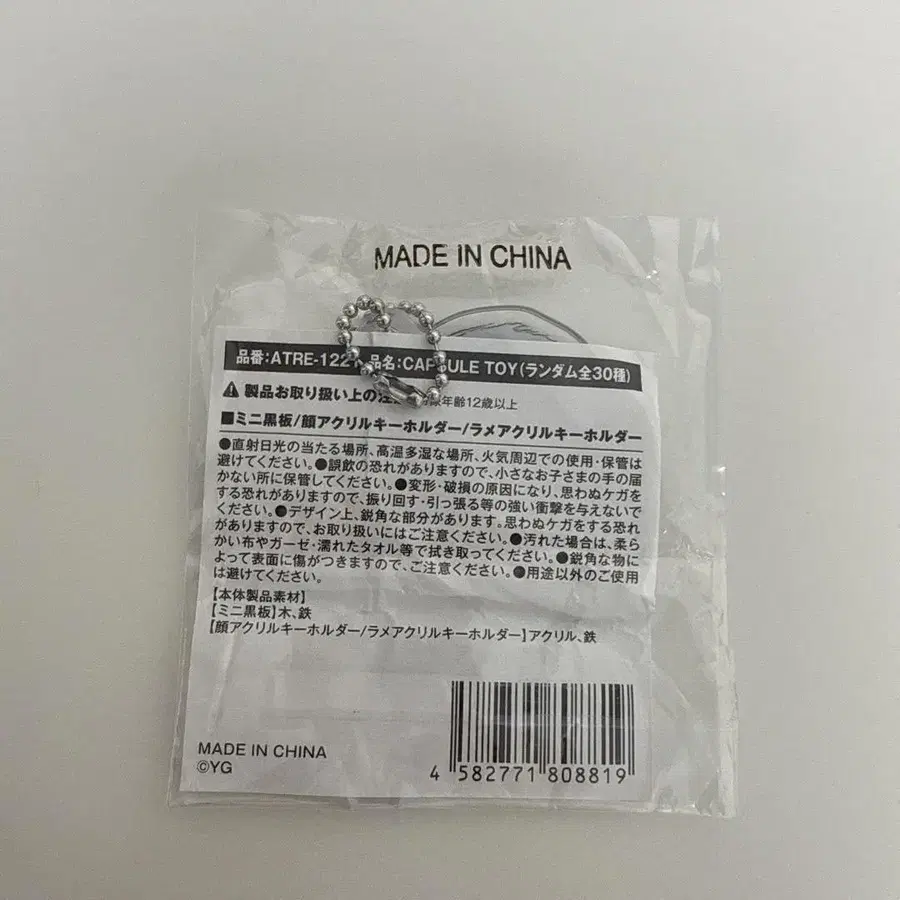 MADE IN CHINA
品番:ATRE-122 品名:CAPSULE TOY(ランダム全30種)
製品お取り扱い上の注 年齢12歳以上
■ミニ黒板/顔アクリルキーホルダー/ラメアクリルキーホルダー
●直射日光の当たる場所、高温多湿な場所、火気周辺での使用・保管は
避けてください。●誤飲の恐れがありますので、小さなお子さまの手の届
かない所に保管してください。●変形・破損の原因になり、思わぬケガを
する恐れがありますので、振り回す・引っ張る等の強い衝撃を与えないで
ください。●デザイン上、鋭角な部分があります。思わぬケガをする恐れ
がありますので、お取り扱いにはご注意ください。●汚れた場合は、柔ら
かい布やガーゼ・濡れたタオル等で拭き取ってください。●鋭角な物に
よって表面に傷がつきますので、ご注意ください。●用途以外のご使用
は避けてください。
【本体製品素材】
【ミニ黒板】木、鉄
【顔アクリルキーホルダー/ラメアクリルキーホルダー】アクリル、鉄
MADE IN CHINA
©YG
4 582771 808819